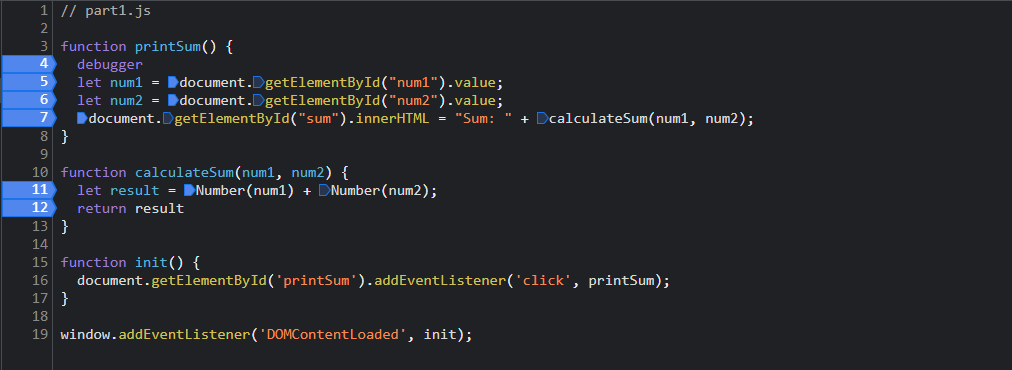 1 // part1.js
2
3 function printSum() {
4   debugger
5   let num1 = document.getElementById("num1").value;
6   let num2 = document.getElementById("num2").value;
7   document.getElementById("sum").innerHTML = "Sum: " + calculateSum(num1, num2);
8 }
9
10 function calculateSum(num1, num2) {
11   let result = Number(num1) + Number(num2);
12   return result
13 }
14
15 function init() {
16   document.getElementById('printSum').addEventListener('click', printSum);
17 }
18
19 window.addEventListener('DOMContentLoaded', init);